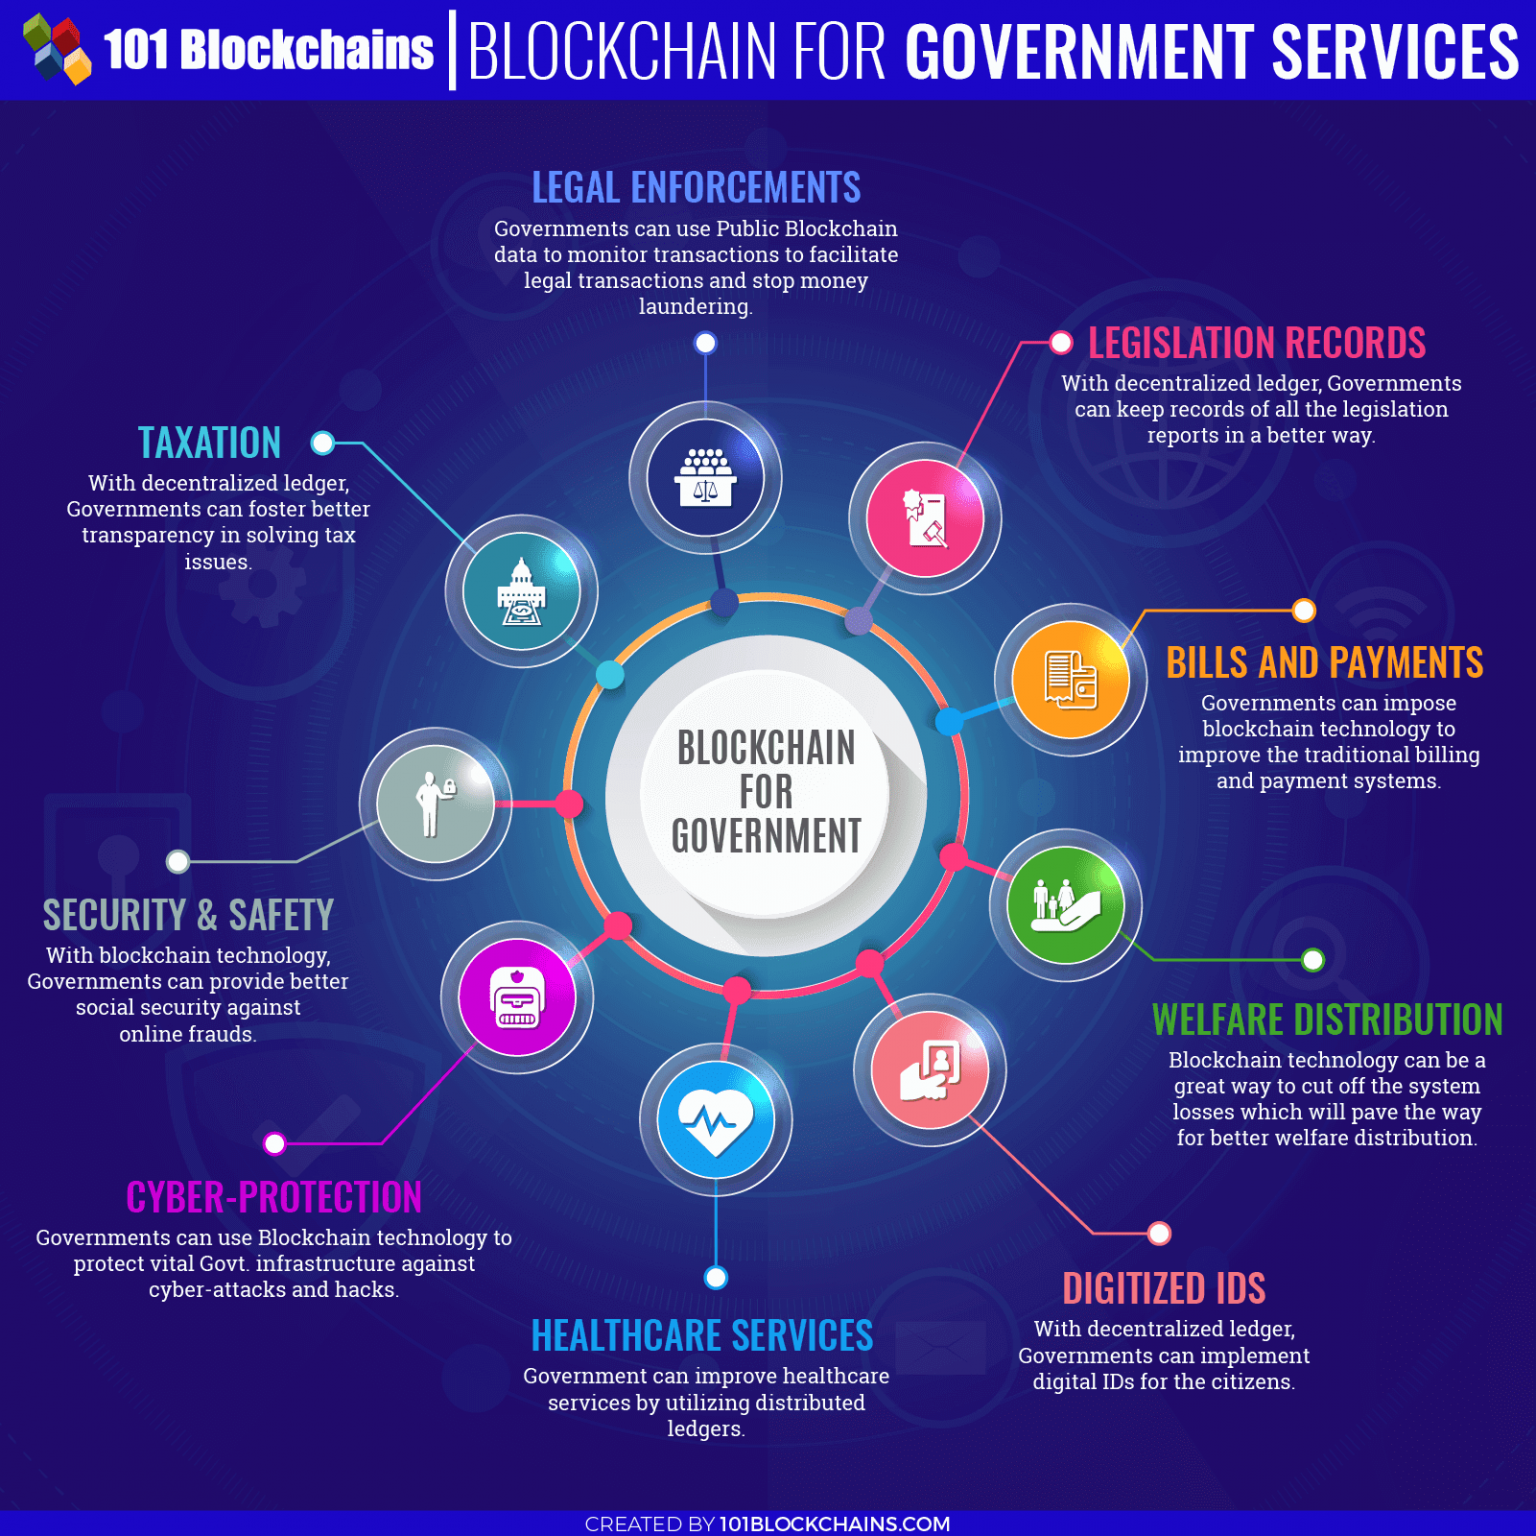 101 Blockchains
BLOCKCHAIN FOR GOVERNMENT SERVICES
LEGAL ENFORCEMENTS
Governments can use Public Blockchain
data to monitor transactions to facilitate
legal transactions and stop money
laundering.
LEGISLATION RECORDS
With decentralized ledger, Governments
can keep records of all the legislation
reports in a better way.
TAXATION
With decentralized ledger,
Governments can foster better
transparency in solving tax
issues.
BILLS AND PAYMENTS
Governments can impose
blockchain technology to
improve the traditional billing
and payment systems.
BLOCKCHAIN
FOR
GOVERNMENT
SECURITY & SAFETY
With blockchain technology,
Governments can provide better
social security against
online frauds.
WELFARE DISTRIBUTION
Blockchain technology can be a
great way to cut off the system
losses which will pave the way
for better welfare distribution.
CYBER-PROTECTION
Governments can use Blockchain technology to
protect vital Govt. infrastructure against
cyber-attacks and hacks.
DIGITIZED IDS
With decentralized ledger,
Governments can implement
digital IDs for the citizens.
HEALTHCARE SERVICES
Government can improve healthcare
services by utilizing distributed
ledgers.
CREATED BY 101BLOCKCHAINS.COM